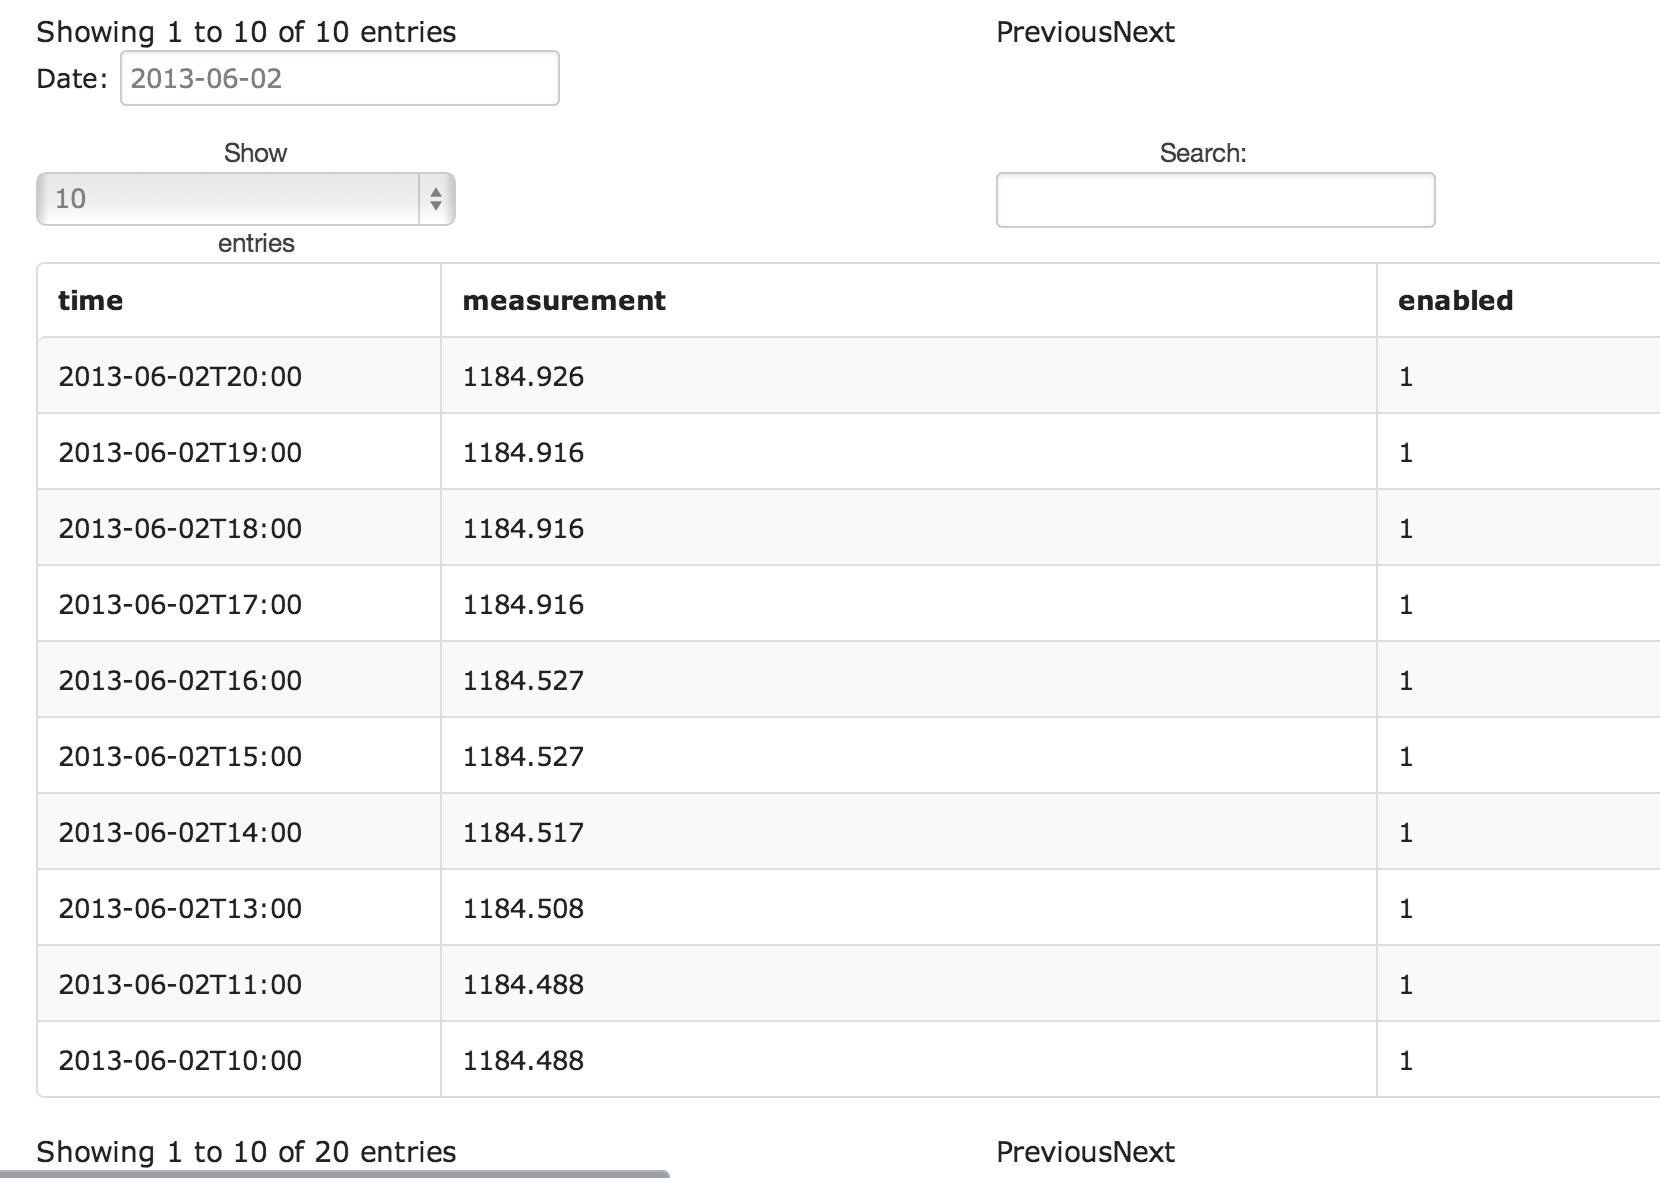 Showing 1 to 10 of 10 entries PreviousNext
Date: 2013-06-02
Show Search:
10
entries
time measurement enabled
2013-06-02T20:00 1184.926 1
2013-06-02T19:00 1184.916 1
2013-06-02T18:00 1184.916 1
2013-06-02T17:00 1184.916 1
2013-06-02T16:00 1184.527 1
2013-06-02T15:00 1184.527 1
2013-06-02T14:00 1184.517 1
2013-06-02T13:00 1184.508 1
2013-06-02T11:00 1184.488 1
2013-06-02T10:00 1184.488 1
Showing 1 to 10 of 20 entries PreviousNext